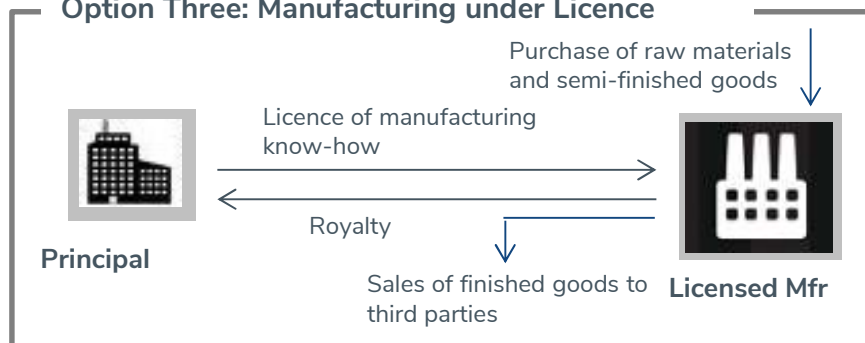 Option Three: Manufacturing under Licence
Purchase of raw materials
and semi-finished goods
Licence of manufacturing
know-how
Royalty
Principal
Sales of finished goods to
third parties
Licensed Mfr